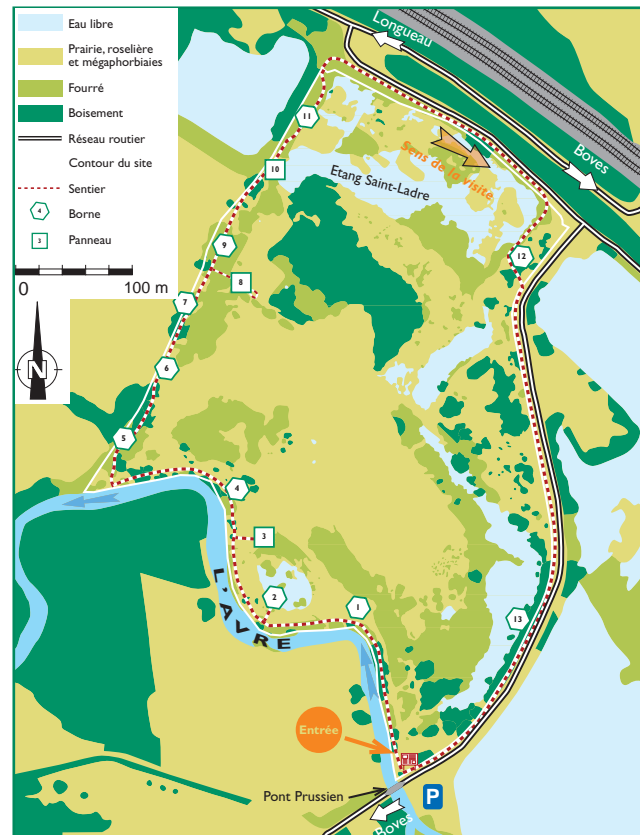 Eau libre
Prairie, roselière
et mégaphorbiaies
Fourré
Boisement
Réseau routier
Contour du site
Sentier
4
Borne
3
Panneau
0
100 m
N
Longueau
Boves
Sens de la visite
Etang Saint-Ladre
11
10
9
8
7
6
5
4
3
2
1
12
13
L'AVRE
Entrée
Pont Prussien
P
Boves